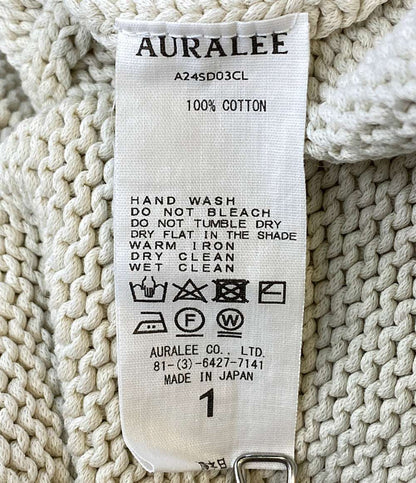 AURALEE
A24SD03CL
100% COTTON
HAND WASH
DO NOT BLEACH
DO NOT TUMBLE DRY
DRY FLAT IN THE SHADE
WARM IRON
DRY CLEAN
WET CLEAN
F W
AURALEE CO., LTD.
81-(3)-6427-7141
MADE IN JAPAN
1